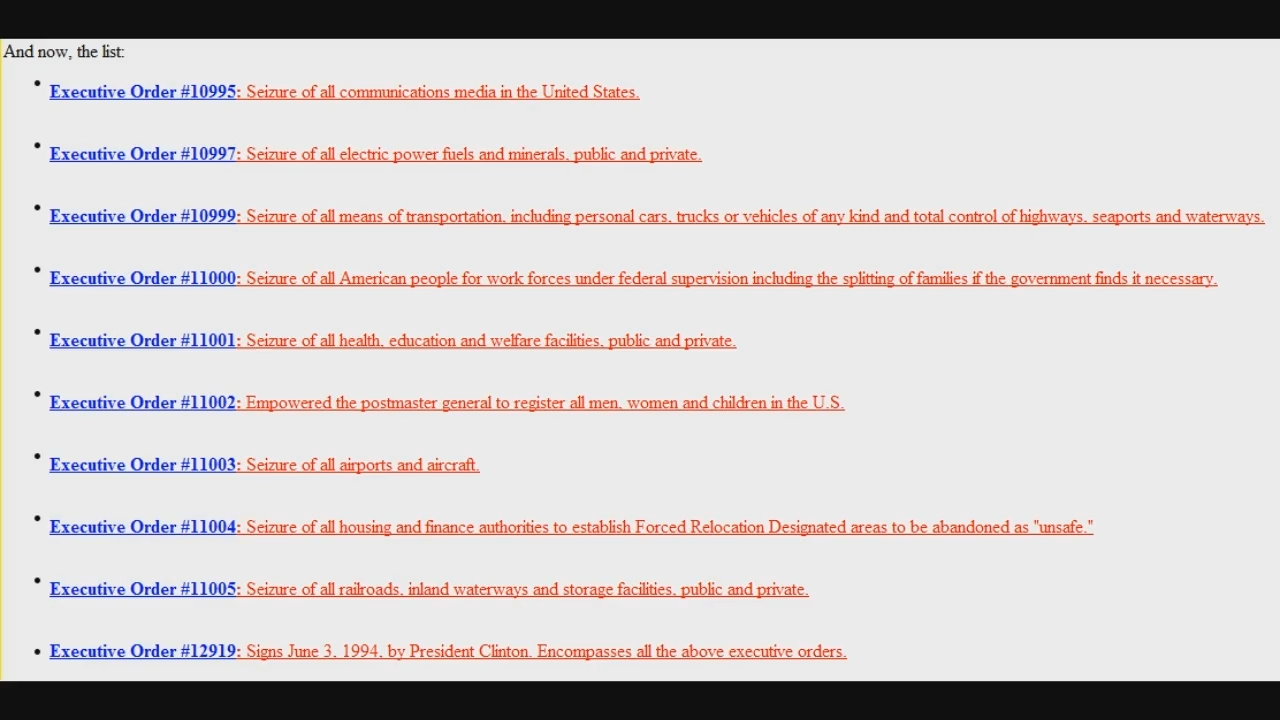 And now, the list:
Executive Order #10995: Seizure of all communications media in the United States.
Executive Order #10997: Seizure of all electric power fuels and minerals, public and private.
Executive Order #10999: Seizure of all means of transportation, including personal cars, trucks or vehicles of any kind and total control of highways, seaports and waterways.
Executive Order #11000: Seizure of all American people for work forces under federal supervision including the splitting of families if the government finds it necessary.
Executive Order #11001: Seizure of all health, education and welfare facilities, public and private.
Executive Order #11002: Empowered the postmaster general to register all men, women and children in the U.S.
Executive Order #11003: Seizure of all airports and aircraft.
Executive Order #11004: Seizure of all housing and finance authorities to establish Forced Relocation Designated areas to be abandoned as "unsafe."
Executive Order #11005: Seizure of all railroads, inland waterways and storage facilities, public and private.
Executive Order #12919: Signs June 3, 1994, by President Clinton. Encompasses all the above executive orders.